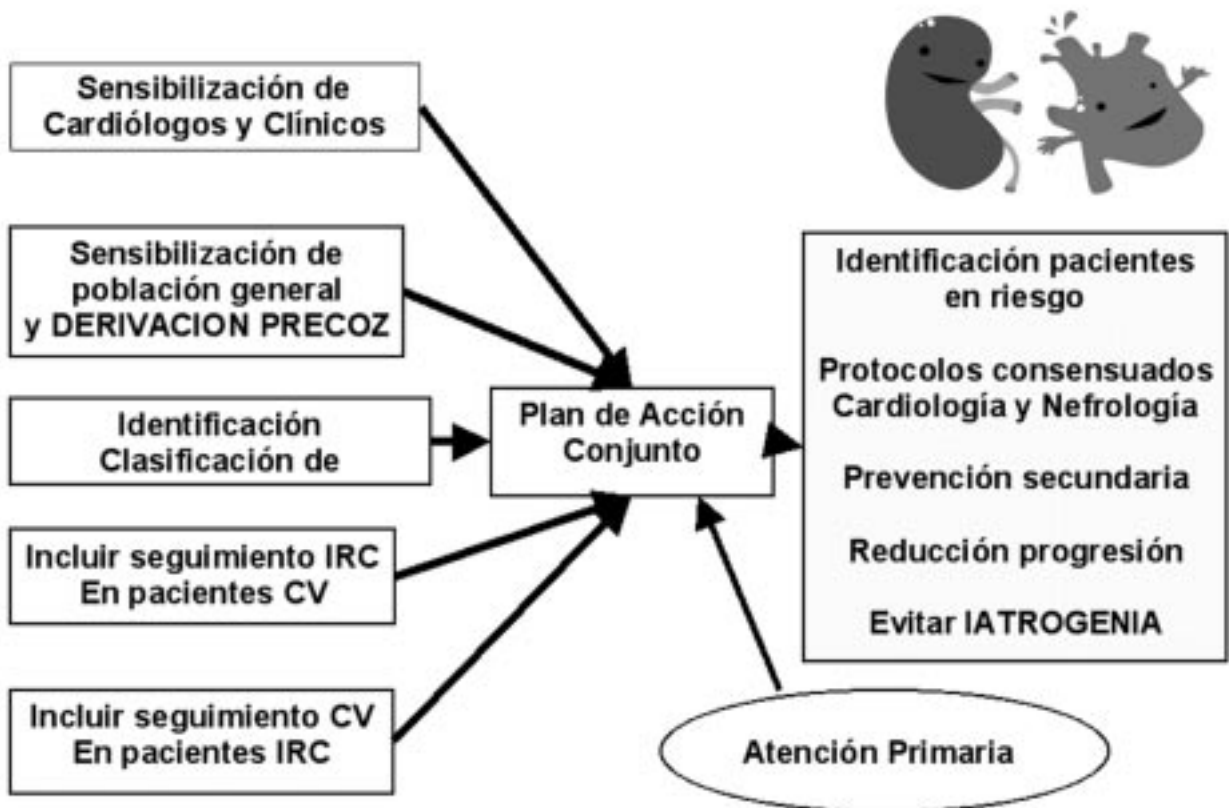 Sensibilización de
Cardiólogos y Clínicos
Sensibilización de
población general
y DERIVACION PRECOZ
Identificación
Clasificación de
Incluir seguimiento IRC
En pacientes CV
Incluir seguimiento CV
En pacientes IRC
Plan de Acción
Conjunto
Identificación pacientes
en riesgo
Protocolos consensuados
Cardiología y Nefrología
Prevención secundaria
Reducción progresión
Evitar IATROGENIA
Atención Primaria